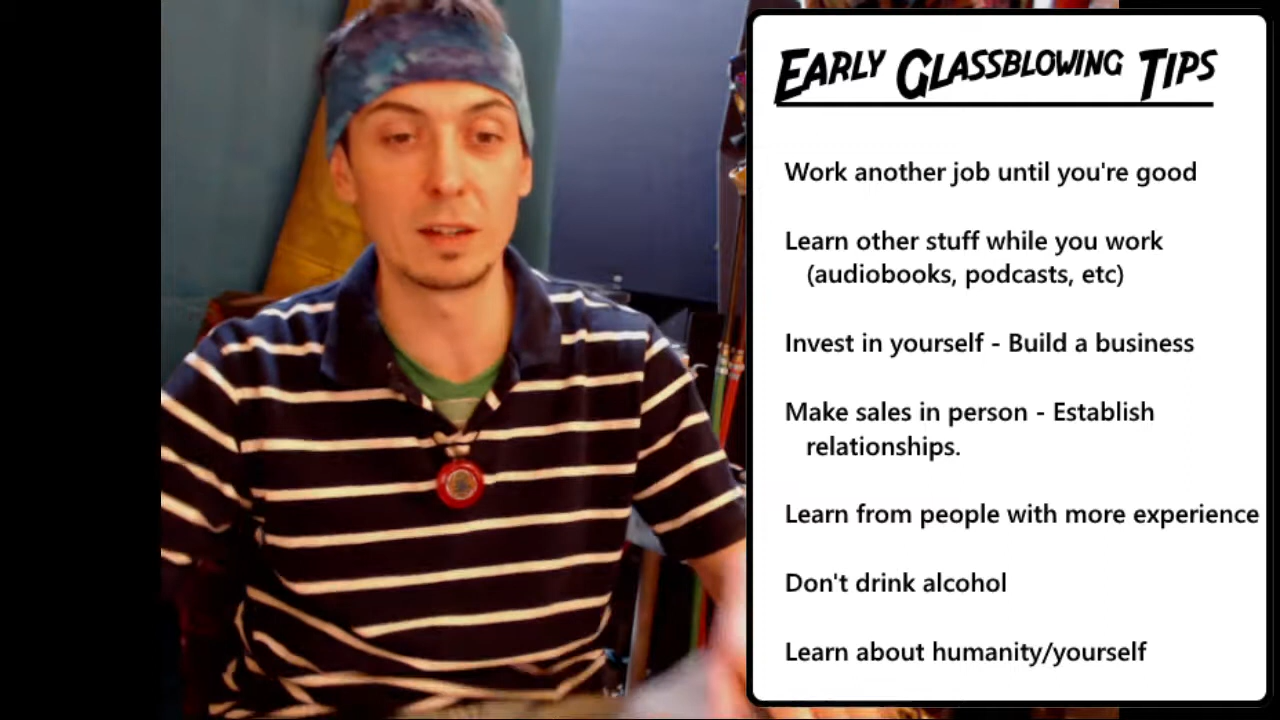 Early Glassblowing Tips
Work another job until you're good
Learn other stuff while you work
(audiobooks, podcasts, etc)
Invest in yourself - Build a business
Make sales in person - Establish
relationships.
Learn from people with more experience
Don't drink alcohol
Learn about humanity/yourself